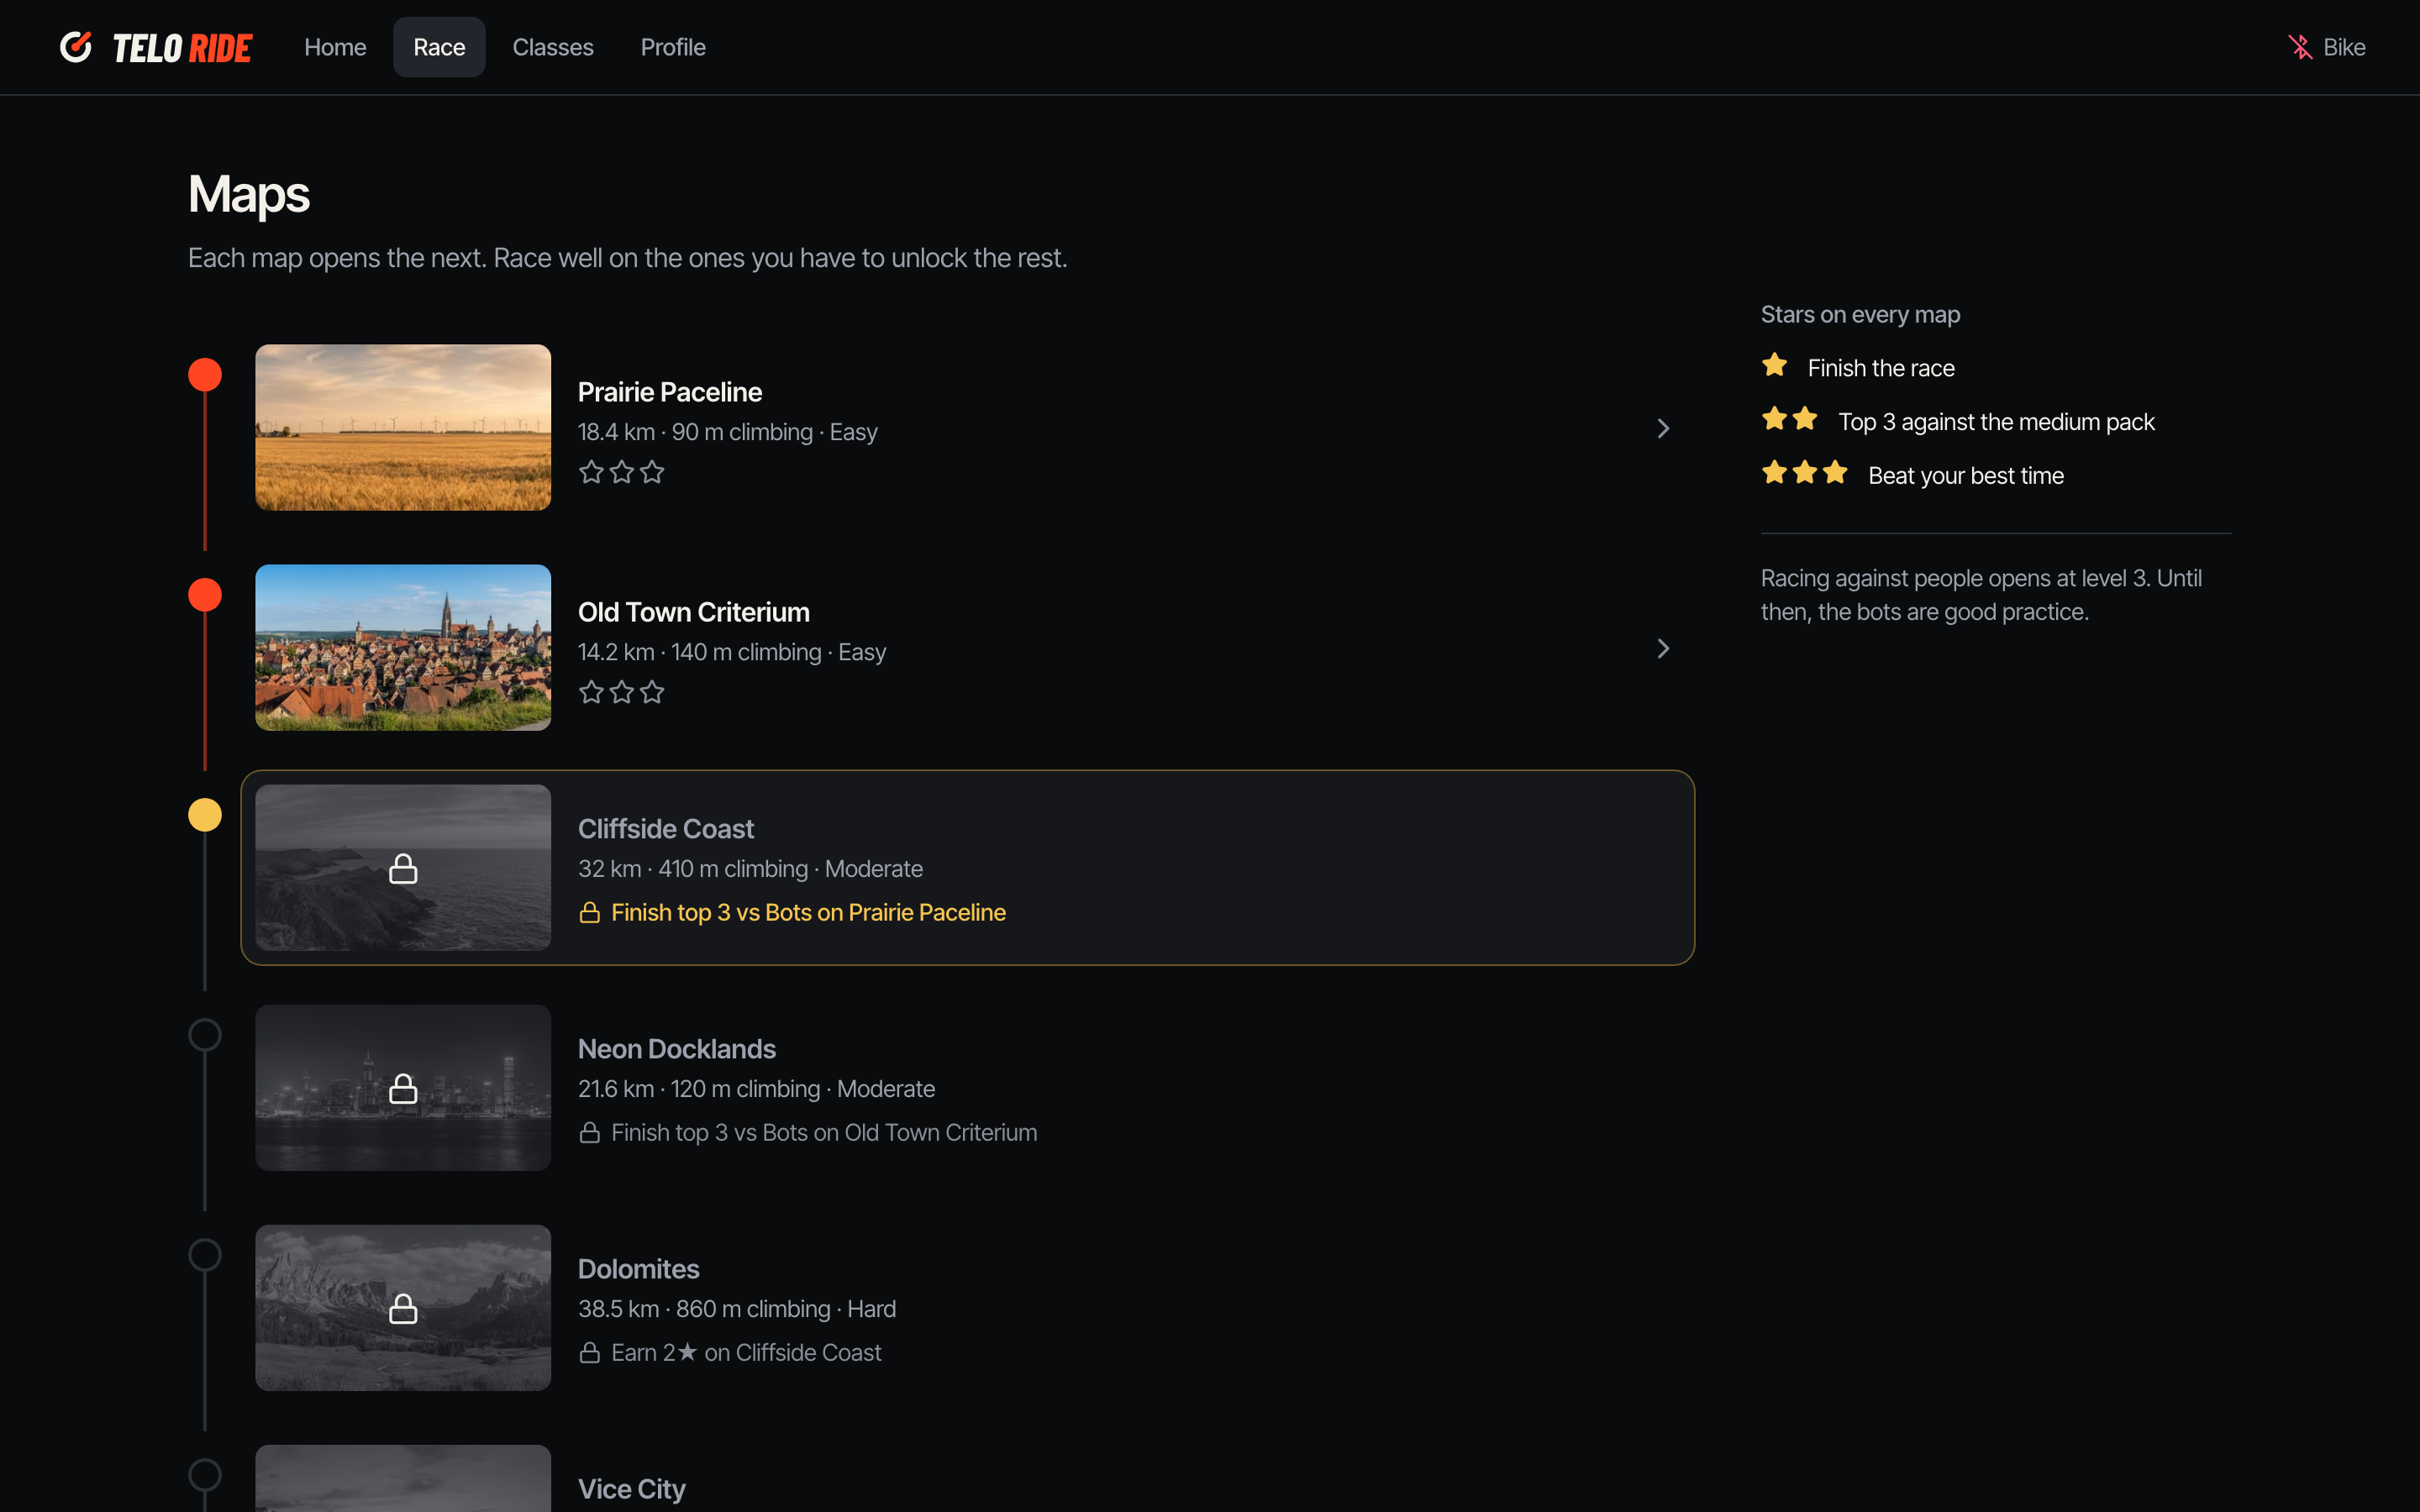 TELO RIDE
Home
Race
Classes
Profile
Bike
Maps
Each map opens the next. Race well on the ones you have to unlock the rest.
Prairie Paceline
18.4 km · 90 m climbing · Easy
Old Town Criterium
14.2 km · 140 m climbing · Easy
Cliffside Coast
32 km · 410 m climbing · Moderate
Finish top 3 vs Bots on Prairie Paceline
Neon Docklands
21.6 km · 120 m climbing · Moderate
Finish top 3 vs Bots on Old Town Criterium
Dolomites
38.5 km · 860 m climbing · Hard
Earn 2★ on Cliffside Coast
Vice City
Stars on every map
Finish the race
Top 3 against the medium pack
Beat your best time
Racing against people opens at level 3. Until
then, the bots are good practice.